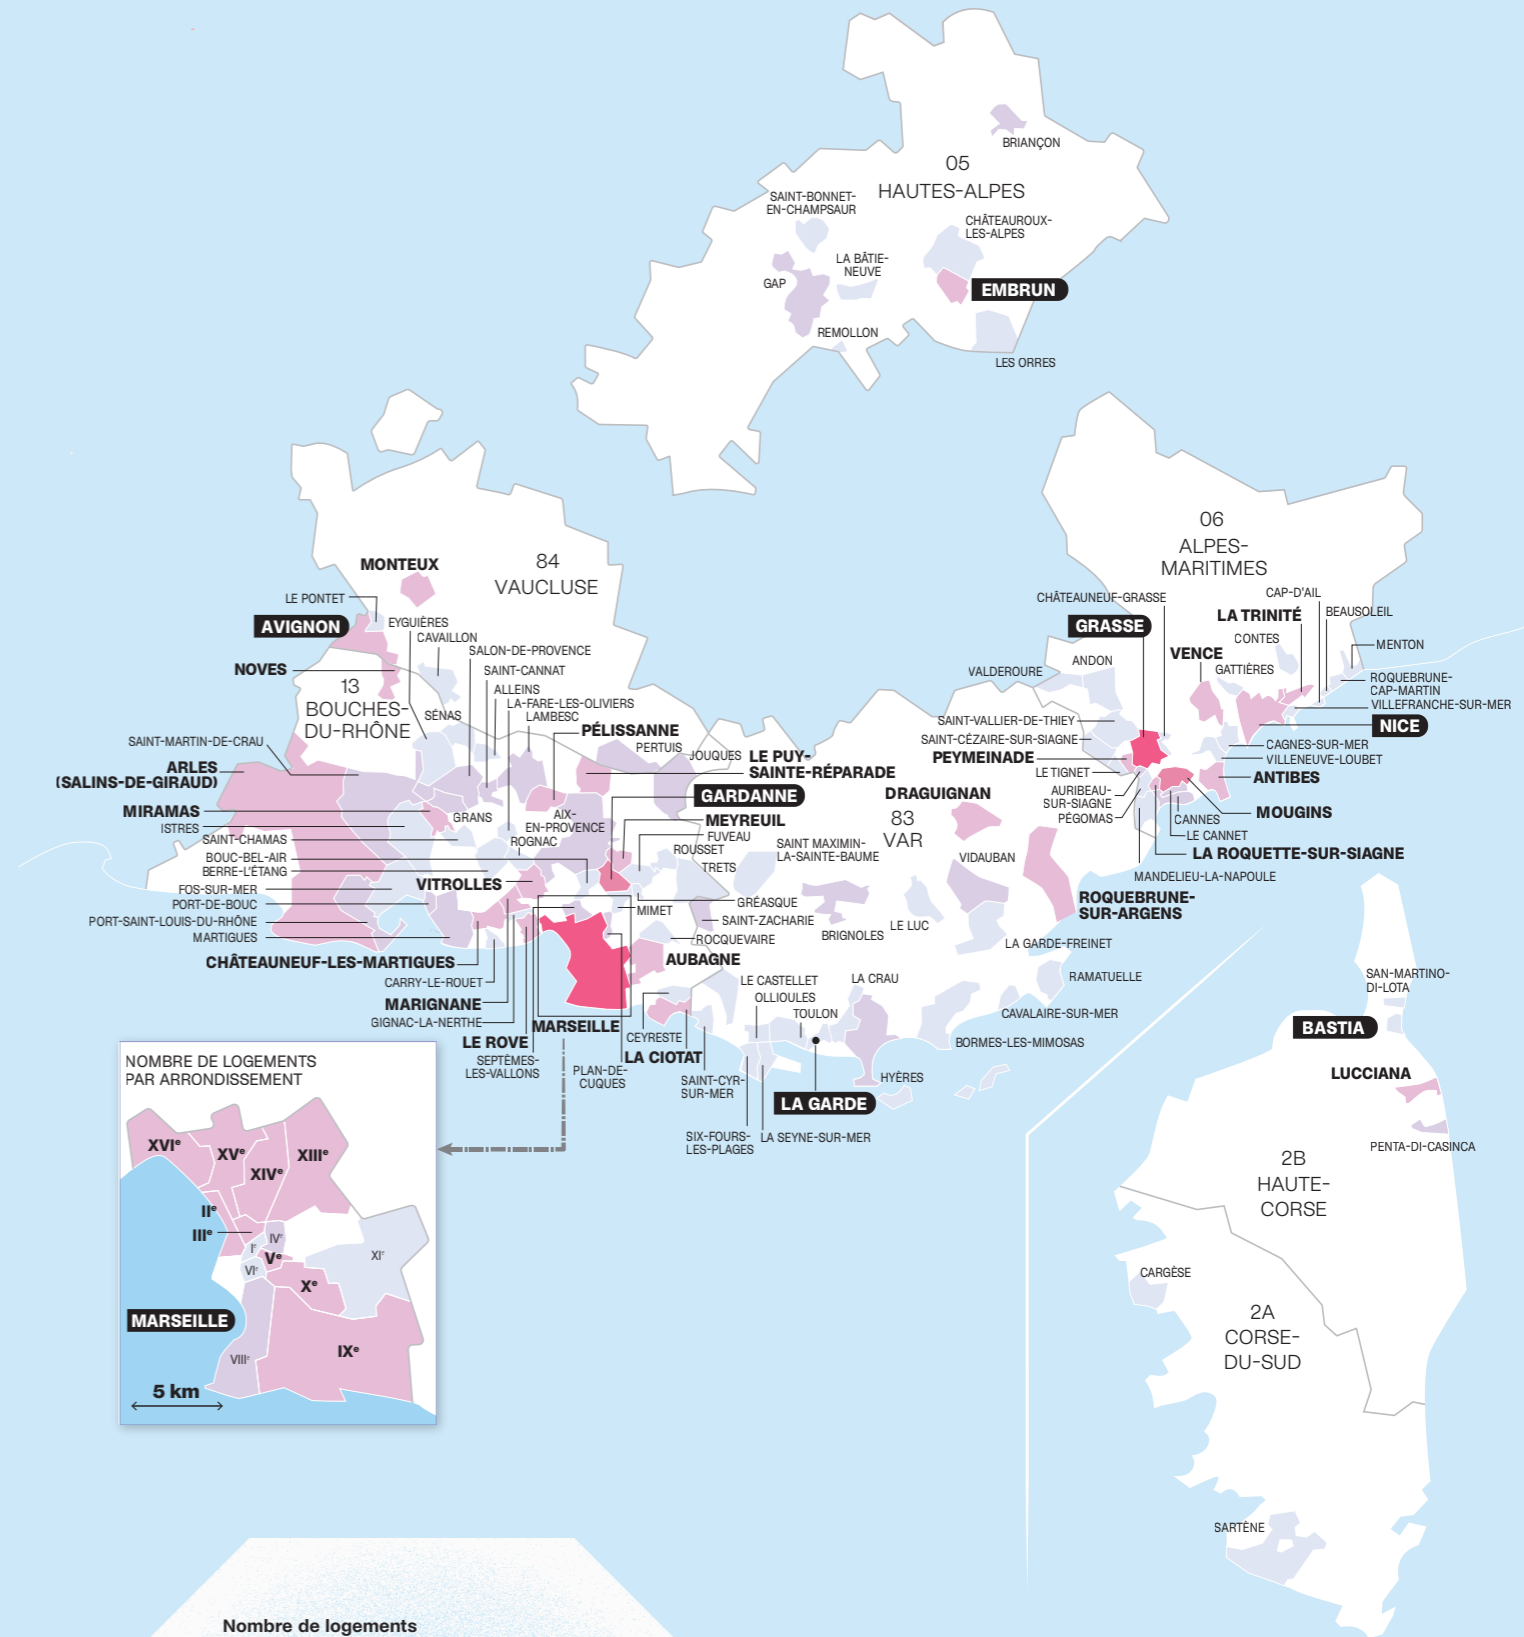 BRIANÇON
05
HAUTES-ALPES
SAINT-BONNET-
EN-CHAMPSAUR
CHÂTEAUROUX-
LES-ALPES
LA BÂTIE-
NEUVE
GAP
EMBRUN
REMOLLON
LES ORRES
84
VAUCLUSE
MONTEUX
LE PONTET
AVIGNON
EYGUIÈRES
CAVAILLON
SALON-DE-PROVENCE
NOVES
SAINT-CANNAT
ALLEINS
LA-FARE-LES-OLIVIERS
LAMBESC
13
BOUCHES-
DU-RHÔNE
SÉNAS
PÉLISSANNE
PERTUIS
JOUQUES
LE PUY-
SAINTE-RÉPARADE
SAINT-MARTIN-DE-CRAU
ARLES
(SALINS-DE-GIRAUD)
GARDANNE
MIRAMAS
ISTRES
GRANS
AIX-
EN-PROVENCE
MEYREUIL
SAINT-CHAMAS
ROGNAC
FUVEAU
ROUSSET
BOUC-BEL-AIR
BERRE-L'ÉTANG
TRETS
VITROLLES
FOS-SUR-MER
PORT-DE-BOUC
PORT-SAINT-LOUIS-DU-RHÔNE
MARTIGUES
GRÉASQUE
MIMET
SAINT-ZACHARIE
ROCQUEVAIRE
CHÂTEAUNEUF-LES-MARTIGUES
AUBAGNE
CARRY-LE-ROUET
MARIGNANE
GIGNAC-LA-NERTHE
MARSEILLE
LE ROVE
SEPTÈMES-
LES-VALLONS
PLAN-DE-
CUQUES
CEYRESTE
LA CIOTAT
SAINT-CYR-
SUR-MER
06
ALPES-
MARITIMES
CHÂTEAUNEUF-GRASSE
CAP-D'AIL
LA TRINITÉ
BEAUSOLEIL
GRASSE
CONTES
MENTON
VENCE
GATTIÈRES
ANDON
VALDEROURE
ROQUEBRUNE-
CAP-MARTIN
VILLEFRANCHE-SUR-MER
NICE
SAINT-VALLIER-DE-THIEY
SAINT-CÉZAIRE-SUR-SIAGNE
CAGNES-SUR-MER
VILLENEUVE-LOUBET
PEYMEINADE
LE TIGNET
ANTIBES
AURIBEAU-
SUR-SIAGNE
PÉGOMAS
MOUGINS
CANNES
LE CANNET
LA ROQUETTE-SUR-SIAGNE
MANDELIEU-LA-NAPOULE
DRAGUIGNAN
83
VAR
SAINT MAXIMIN-
LA-SAINTE-BAUME
VIDAUBAN
ROQUEBRUNE-
SUR-ARGENS
BRIGNOLES
LE LUC
LA GARDE-FREINET
LE CASTELLET
OLLIOULES
LA CRAU
RAMATUELLE
TOULON
CAVALAIRE-SUR-MER
BORMES-LES-MIMOSAS
HYÈRES
LA GARDE
SIX-FOURS-
LES-PLAGES
LA SEYNE-SUR-MER
SAN-MARTINO-
DI-LOTA
BASTIA
LUCCIANA
PENTA-DI-CASINCA
2B
HAUTE-
CORSE
CARGÈSE
2A
CORSE-
DU-SUD
SARTÈNE
NOMBRE DE LOGEMENTS
PAR ARRONDISSEMENT
XVIe
XVe
XIVe
XIIIe
IIe
IIIe
Ie
IVe
Ve
VIe
XIe
Xe
MARSEILLE
VIIIe
IXe
5 km
Nombre de logements